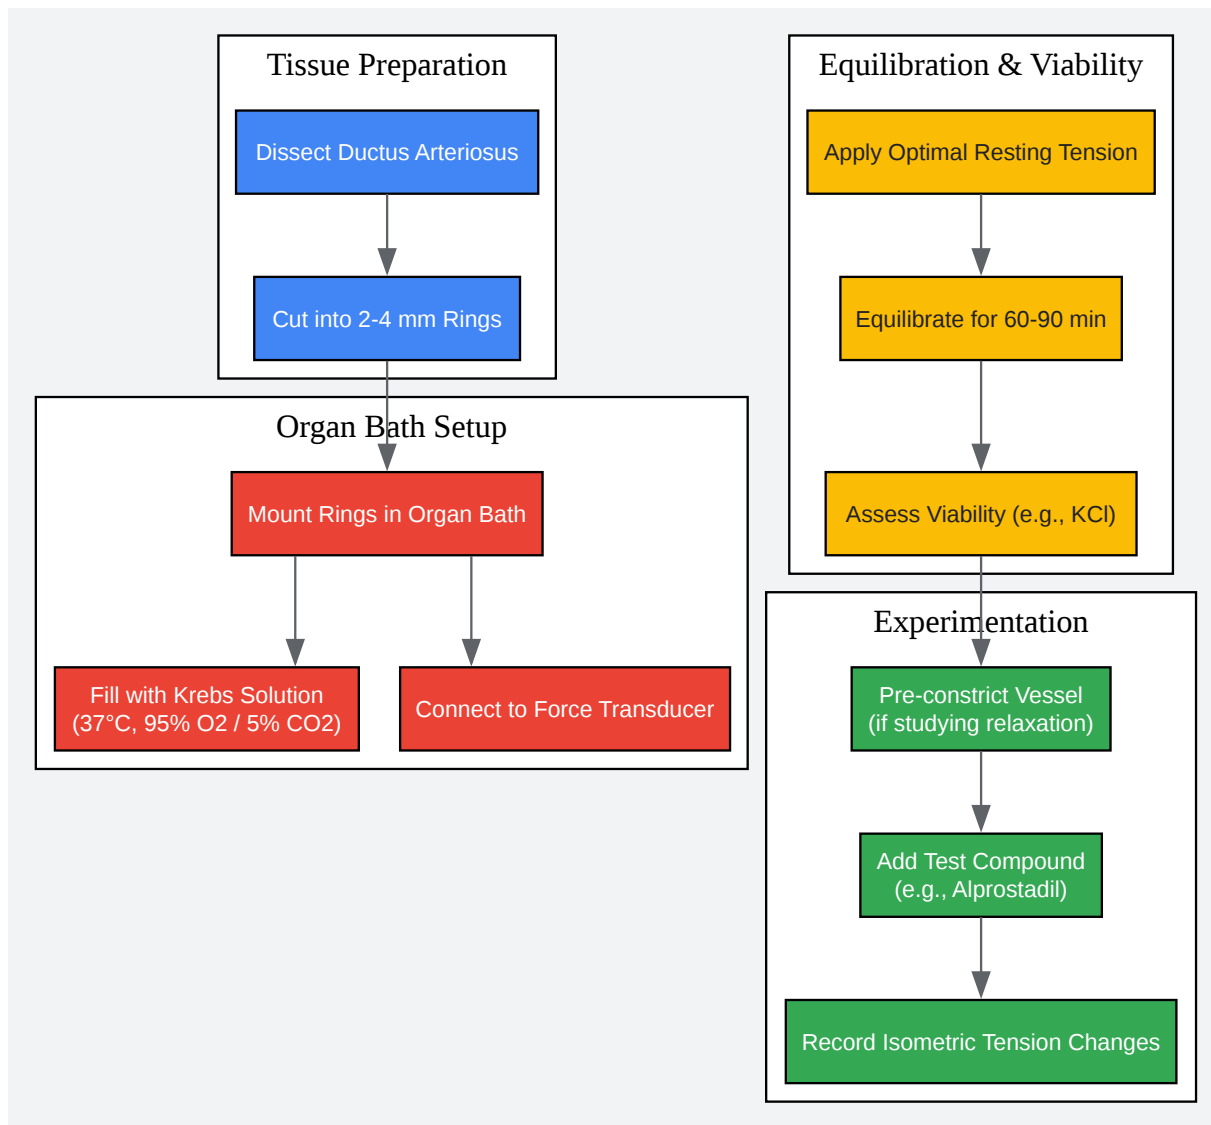 Tissue Preparation
Dissect Ductus Arteriosus
Cut into 2-4 mm Rings
Organ Bath Setup
Mount Rings in Organ Bath
Fill with Krebs Solution
(37°C, 95% O2 / 5% CO2)
Connect to Force Transducer
Equilibration & Viability
Apply Optimal Resting Tension
Equilibrate for 60-90 min
Assess Viability (e.g., KCl)
Experimentation
Pre-constrict Vessel
(if studying relaxation)
Add Test Compound
(e.g., Alprostadil)
Record Isometric Tension Changes